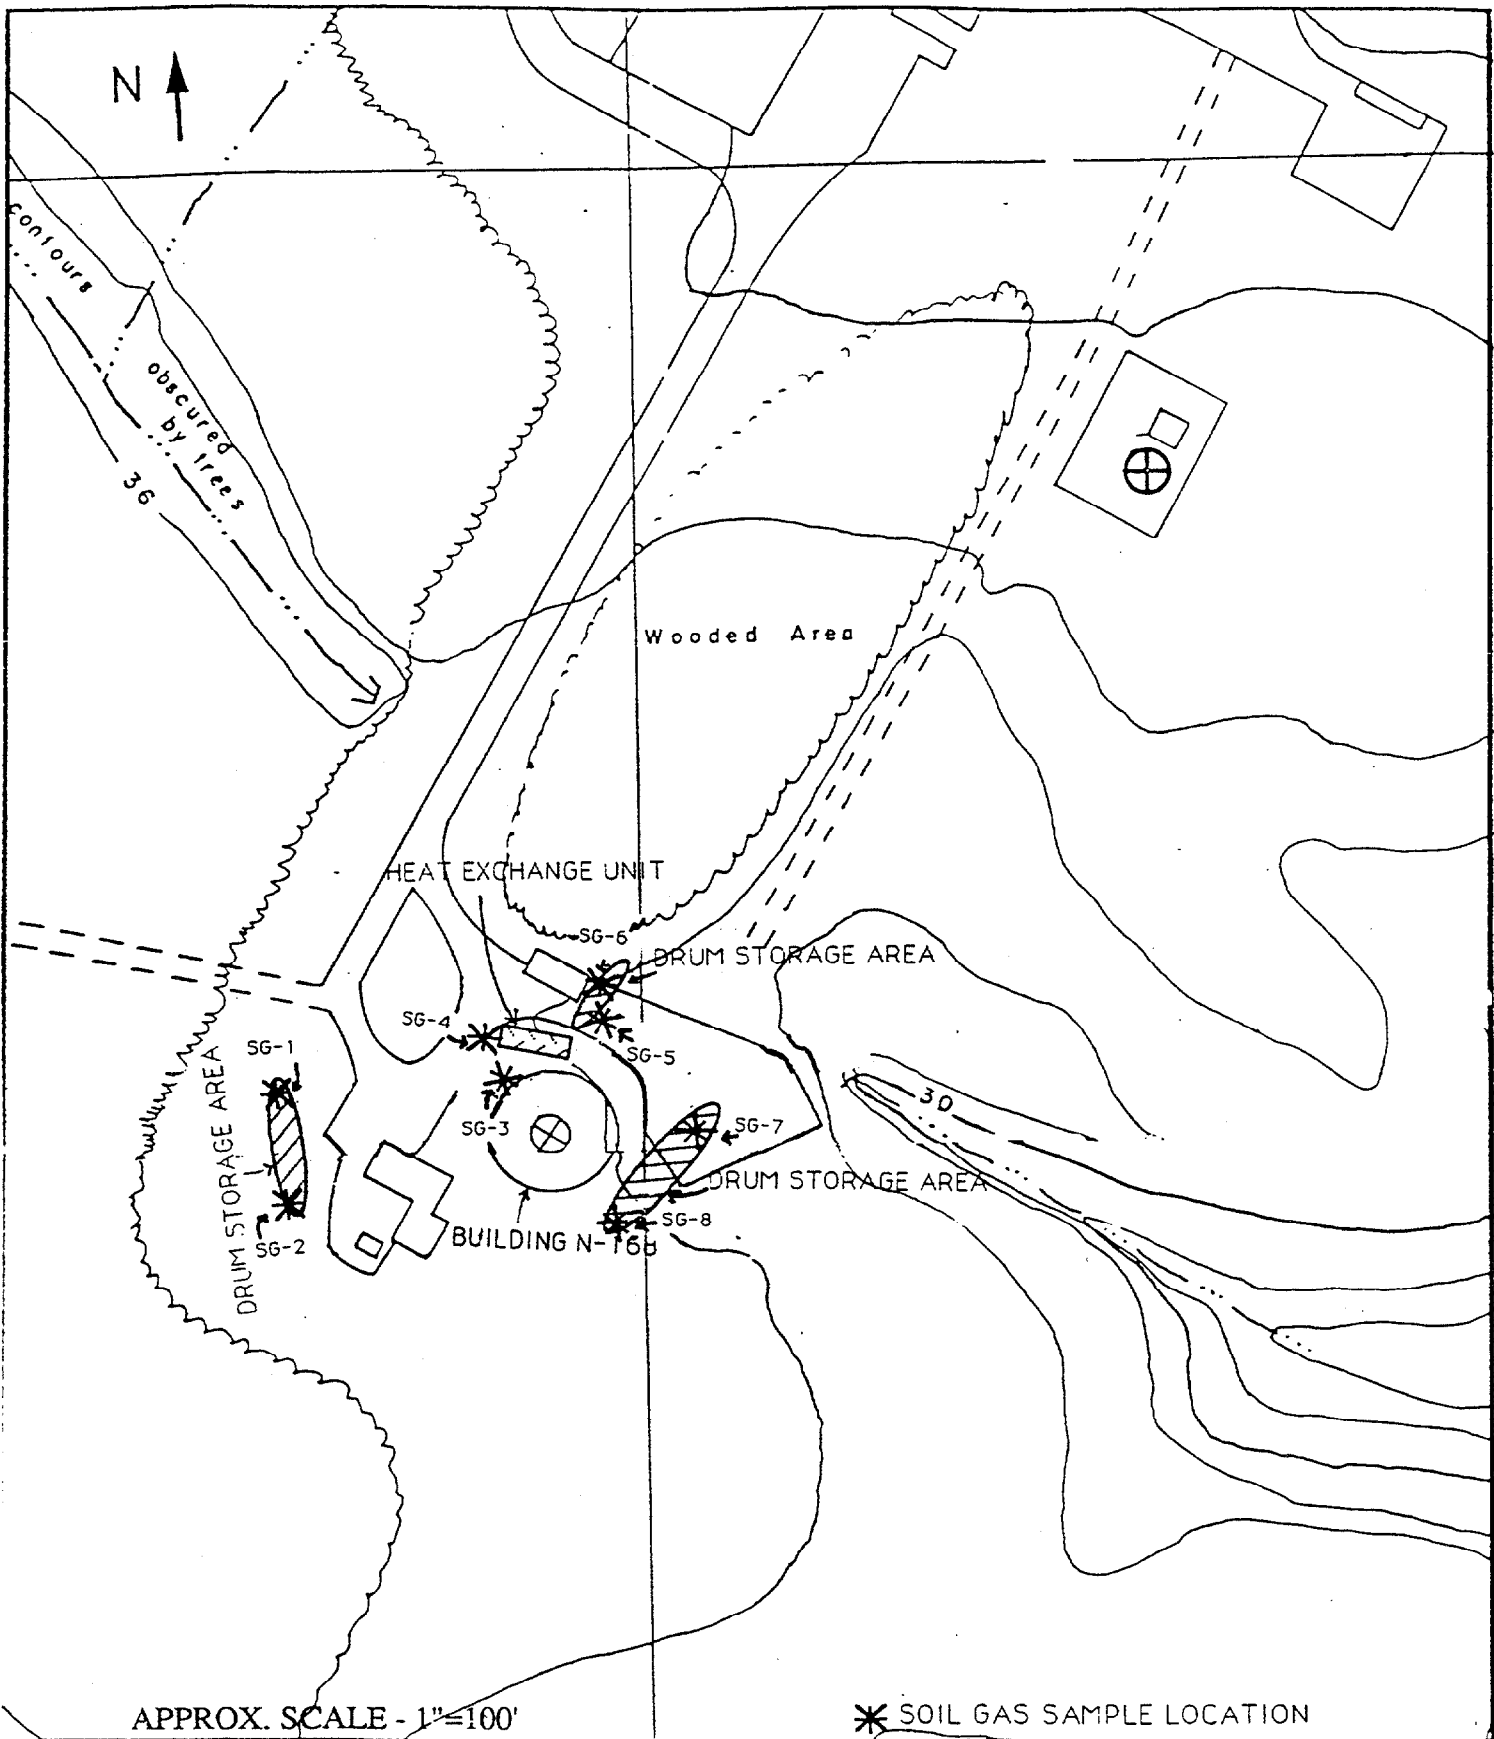 N
contours
obscured
by trees
36
Wooded Area
HEAT EXCHANGE UNIT
SG-6
DRUM STORAGE AREA
SG-4
SG-5
SG-1
DRUM STORAGE AREA
30
SG-3
SG-7
DRUM STORAGE AREA
SG-8
SG-2
BUILDING
APPROX. SCALE - 1"=100'
SOIL GAS SAMPLE LOCATION